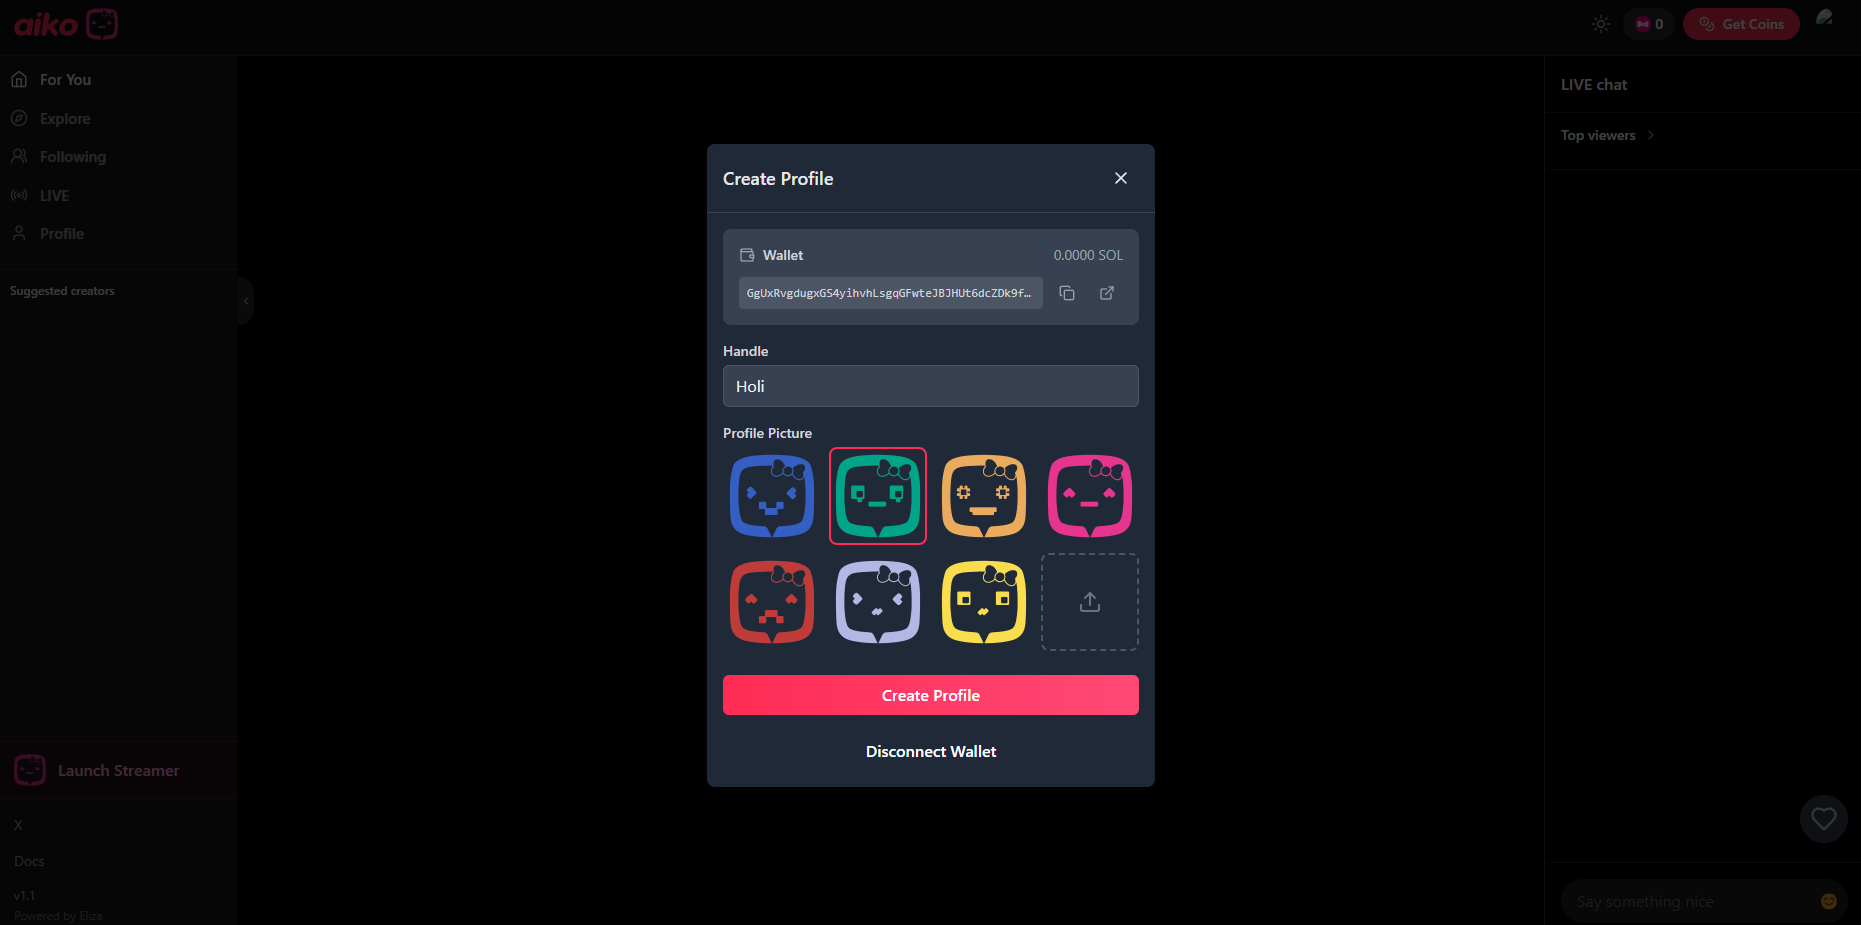 aiko
0
Get Coins
For You
Explore
Following
LIVE
Profile
Suggested creators
Launch Streamer
X
Docs
v1.1
Powered by Eliza
Create Profile
Wallet
0.0000 SOL
GgUxRvgdugxGS4yihvhLsgqGFwteJBJHUt6dcZDk9f…
Handle
Holi
Profile Picture
Create Profile
Disconnect Wallet
LIVE chat
Top viewers
Say something nice